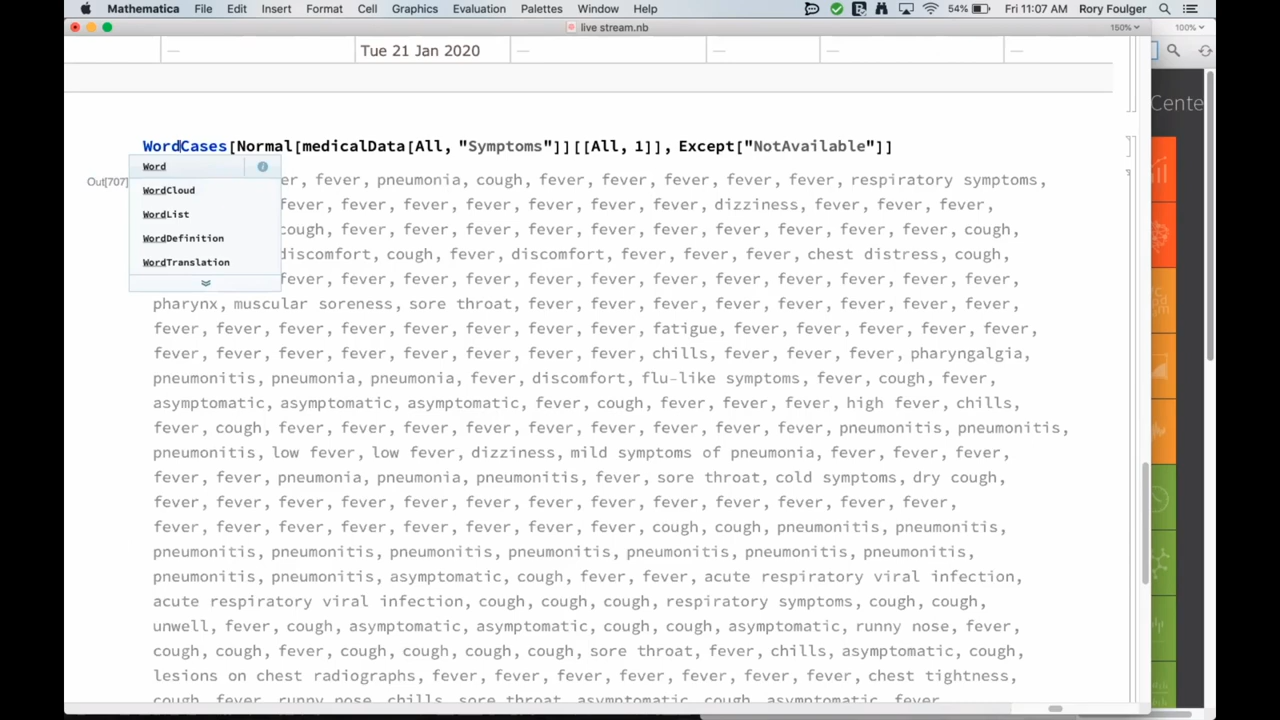 Mathematica File Edit Insert Format Cell Graphics Evaluation Palettes Window Help 54% Fri 11:07 AM Rory Foulger
live stream.nb 150% 100%
— Tue 21 Jan 2020 — — — —
Cente
WordCases[Normal[medicalData[All, "Symptoms"]][[All, 1]], Except["NotAvailable"]]
Word
WordCloud
WordList
WordDefinition
WordTranslation
Out[707] er, fever, pneumonia cough, fever, fever, fever, fever, fever, respiratory symptoms,
fever, fever, fever, fever, fever, fever, fever, dizziness, fever, fever, fever,
cough, fever, fever, fever, fever, fever, fever, fever, fever, fever, fever, cough,
discomfort, cough, fever, discomfort, fever, fever, fever, chest distress, cough,
fever, fever, fever, fever, fever, fever, fever, fever, fever, fever, fever, fever,
pharynx, muscular soreness, sore throat, fever, fever, fever, fever, fever, fever, fever, fever,
fever, fever, fever, fever, fever, fever, fever, fever, fatigue, fever, fever, fever, fever, fever,
fever, fever, fever, fever, fever, fever, fever, fever, chills, fever, fever, fever, pharyngalgia,
pneumonitis, pneumonia, pneumonia, fever, discomfort, flu-like symptoms, fever, cough, fever,
asymptomatic, asymptomatic, asymptomatic, fever, cough, fever, fever, fever, high fever, chills,
fever, cough, fever, fever, fever, fever, fever, fever, fever, fever, fever, pneumonitis, pneumonitis,
pneumonitis, low fever, low fever, dizziness, mild symptoms of pneumonia, fever, fever, fever,
fever, fever, pneumonia, pneumonia, pneumonitis, fever, sore throat, cold symptoms, dry cough,
fever, fever, fever, fever, fever, fever, fever, fever, fever, fever, fever, fever, fever,
fever, fever, fever, fever, fever, fever, fever, fever, cough, cough, pneumonitis, pneumonitis,
pneumonitis, pneumonitis, pneumonitis, pneumonitis, pneumonitis, pneumonitis, pneumonitis,
pneumonitis, pneumonitis, asymptomatic, cough, fever, fever, acute respiratory viral infection,
acute respiratory viral infection, cough, cough, cough, respiratory symptoms, cough, cough,
unwell, fever, cough, asymptomatic, asymptomatic, cough, cough, asymptomatic, runny nose, fever,
cough, cough, fever, cough, cough, cough, cough, sore throat, fever, chills, asymptomatic, cough,
lesions on chest radiographs, fever, fever, fever, fever, fever, fever, fever, chest tightness,
cough, fever, runny nose, chills, sore throat, asymptomatic, cough, asymptomatic, fever,